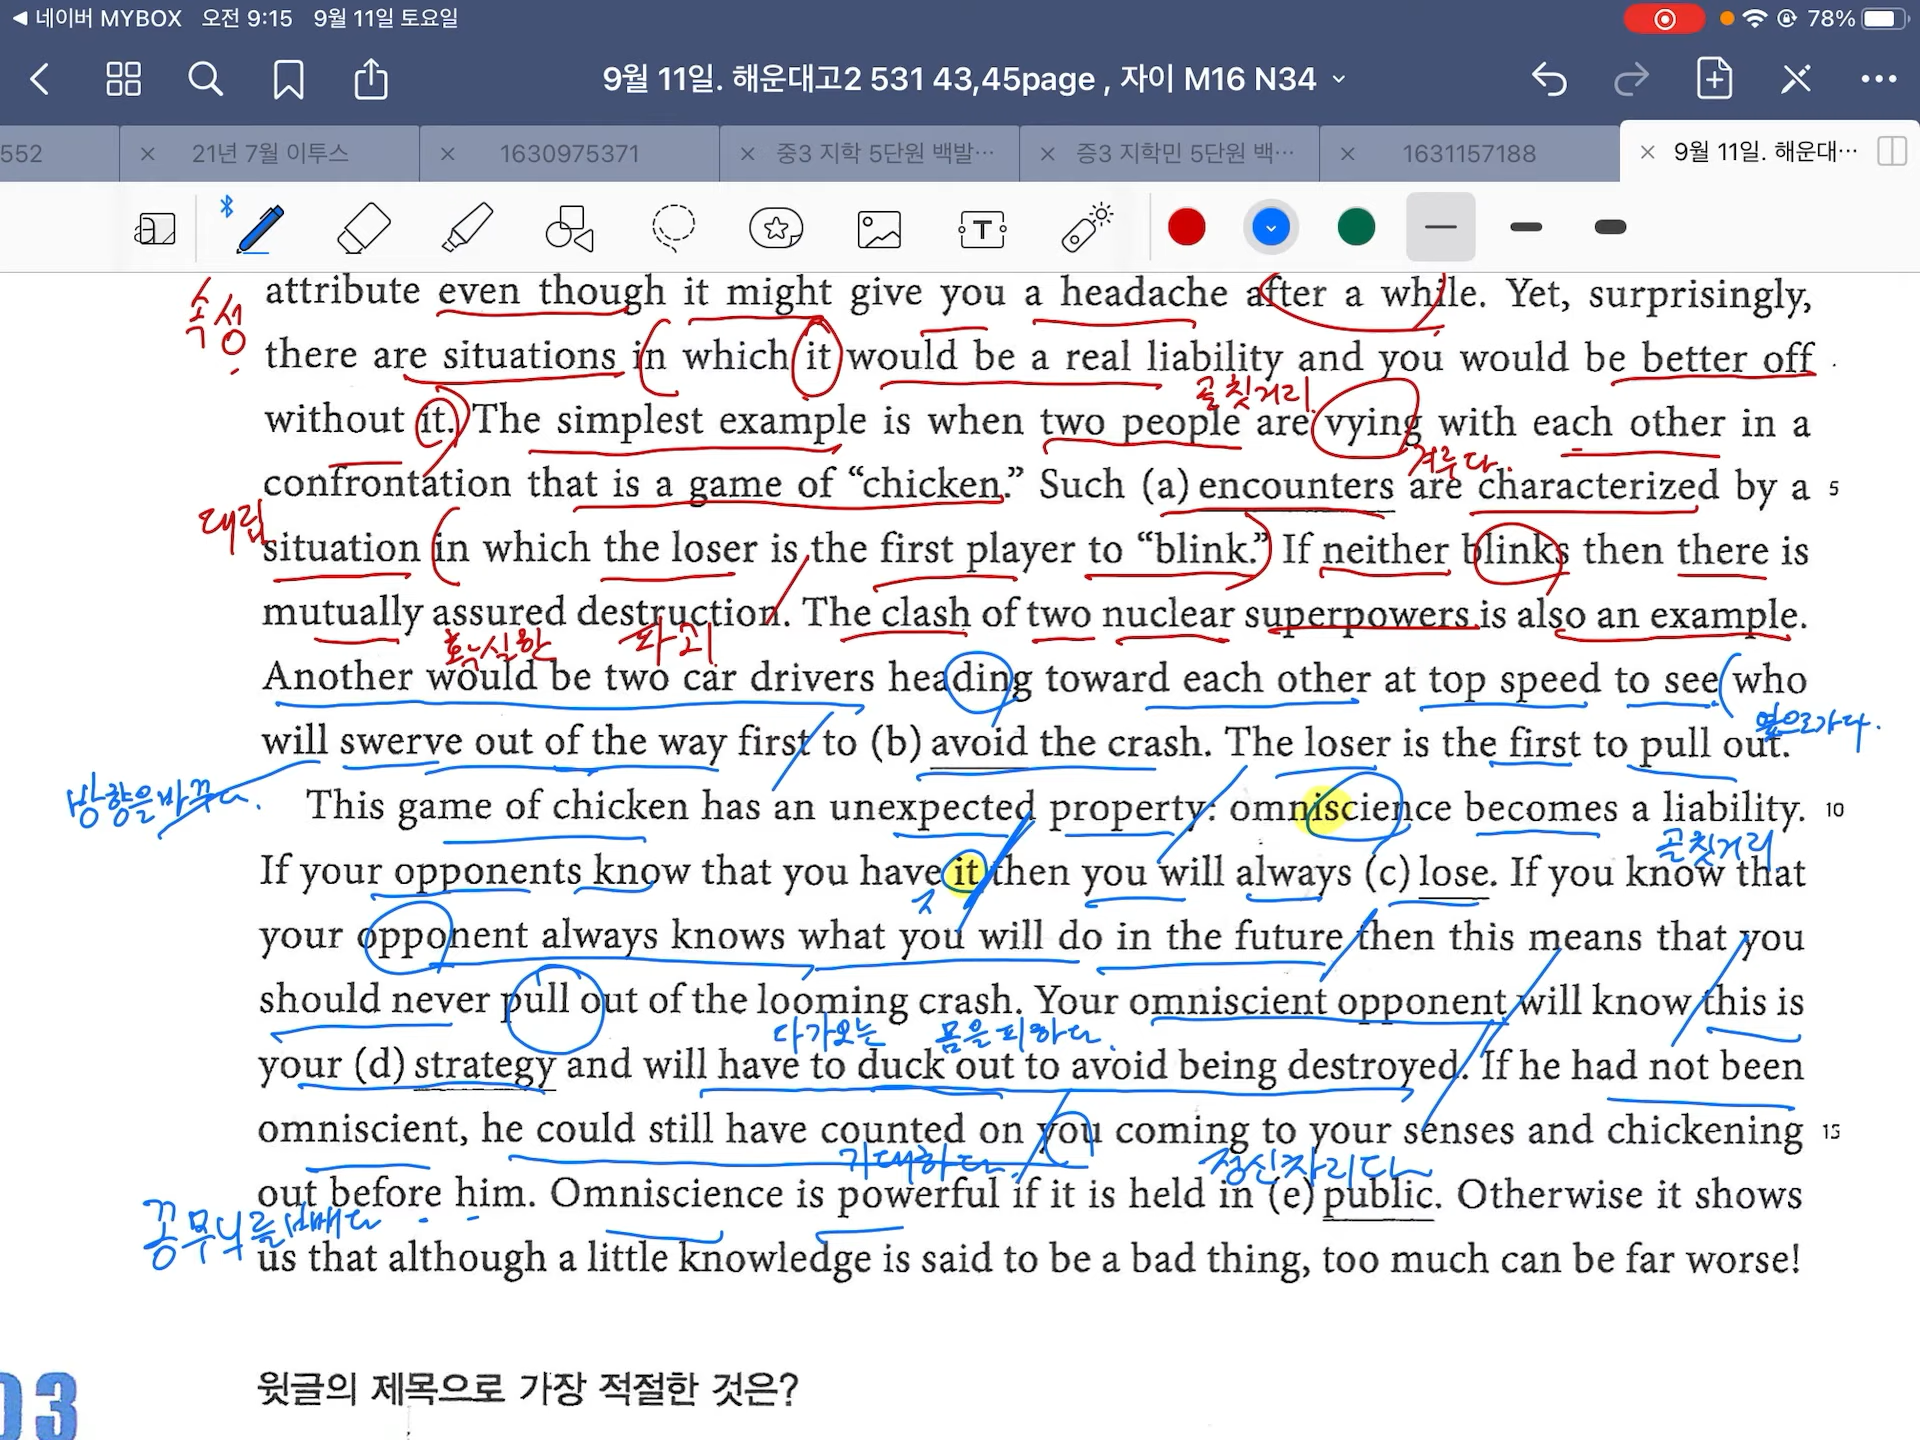 네이버 MYBOX 오전 9:15 9월 11일 토요일 78%
9월 11일. 해운대고2 531 43,45page , 자이 M16 N34
552 21년 7월 이투스 1630975371 중3 지학 5단원 백발… 증3 지학민 5단원 백… 1631157188 9월 11일. 해운대…
attribute even though it might give you a headache after a while. Yet, surprisingly,
속성
there are situations in which it would be a real liability and you would be better off
골칫거리
without it. The simplest example is when two people are vying with each other in a
겨루다.
confrontation that is a game of “chicken.” Such (a) encounters are characterized by a 5
대립
situation in which the loser is the first player to “blink.” If neither blinks then there is
mutually assured destruction. The clash of two nuclear superpowers is also an example.
확실한 파괴
Another would be two car drivers heading toward each other at top speed to see who
옆으로가다.
will swerve out of the way first to (b) avoid the crash. The loser is the first to pull out.
방향을바꾸다.
This game of chicken has an unexpected property: omniscience becomes a liability. 10
골칫거리
If your opponents know that you have it then you will always (c) lose. If you know that
your opponent always knows what you will do in the future then this means that you
should never pull out of the looming crash. Your omniscient opponent will know this is
다가오는 몸을피하다.
your (d) strategy and will have to duck out to avoid being destroyed. If he had not been
omniscient, he could still have counted on you coming to your senses and chickening 15
기대하다. 정신차리다
out before him. Omniscience is powerful if it is held in (e) public. Otherwise it shows
꽁무니를
us that although a little knowledge is said to be a bad thing, too much can be far worse!
03 윗글의 제목으로 가장 적절한 것은?